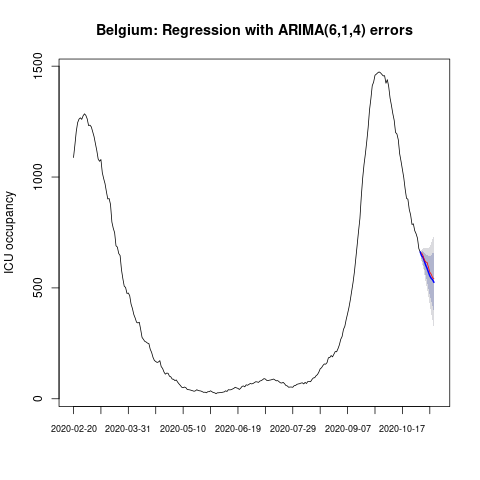 Belgium: Regression with ARIMA(6,1,4) errors
ICU occupancy
1500
1000
500
0
2020-02-20 2020-03-31 2020-05-10 2020-06-19 2020-07-29 2020-09-07 2020-10-17